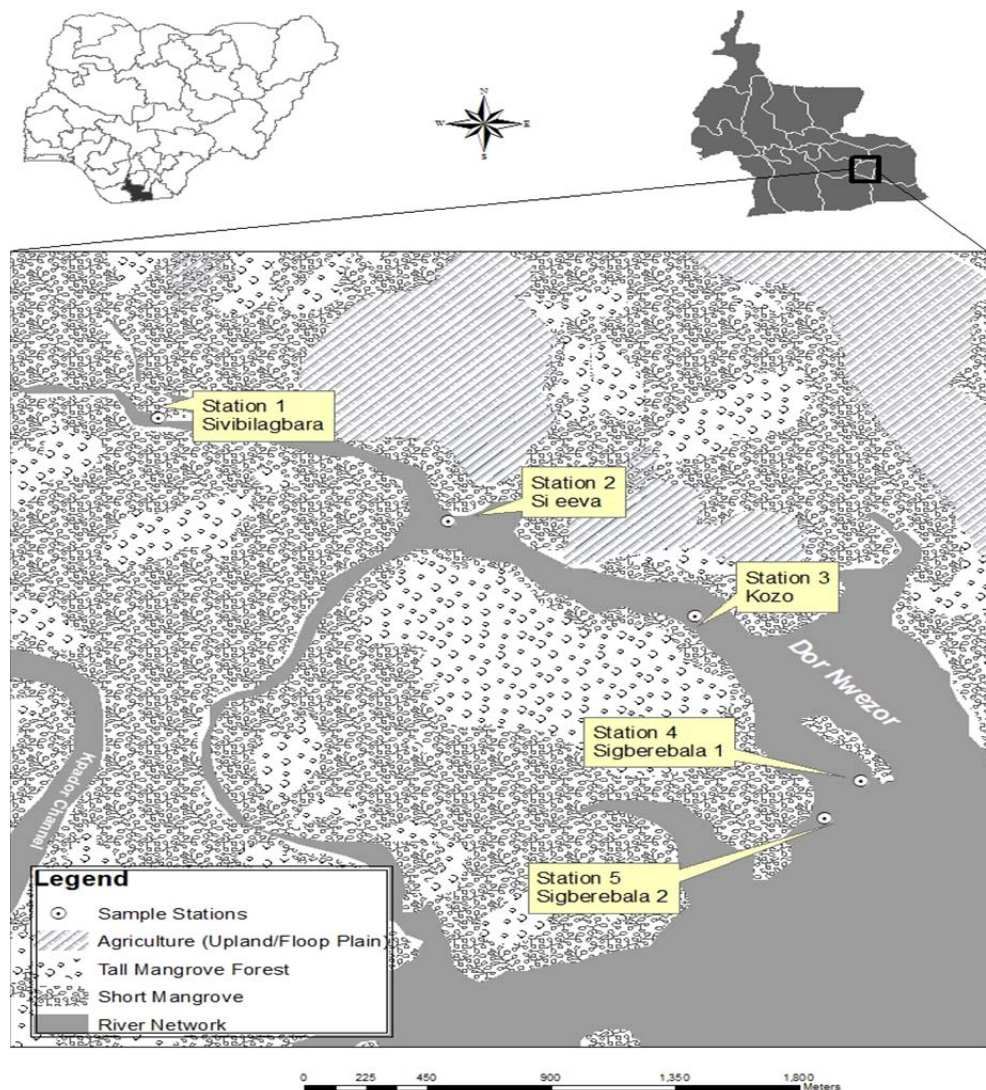 N
W E
S
Station 1
Sivibilagbara
Station 2
Si eeva
Station 3
Kozo
Dor Nwezor
Station 4
Sigberebala 1
Kpador Channel
Station 5
Sigberebala 2
Legend
Sample Stations
Agriculture (Upland/Floop Plain)
Tall Mangrove Forest
Short Mangrove
River Network
0 225 450 900 1,350 1,800
Meters